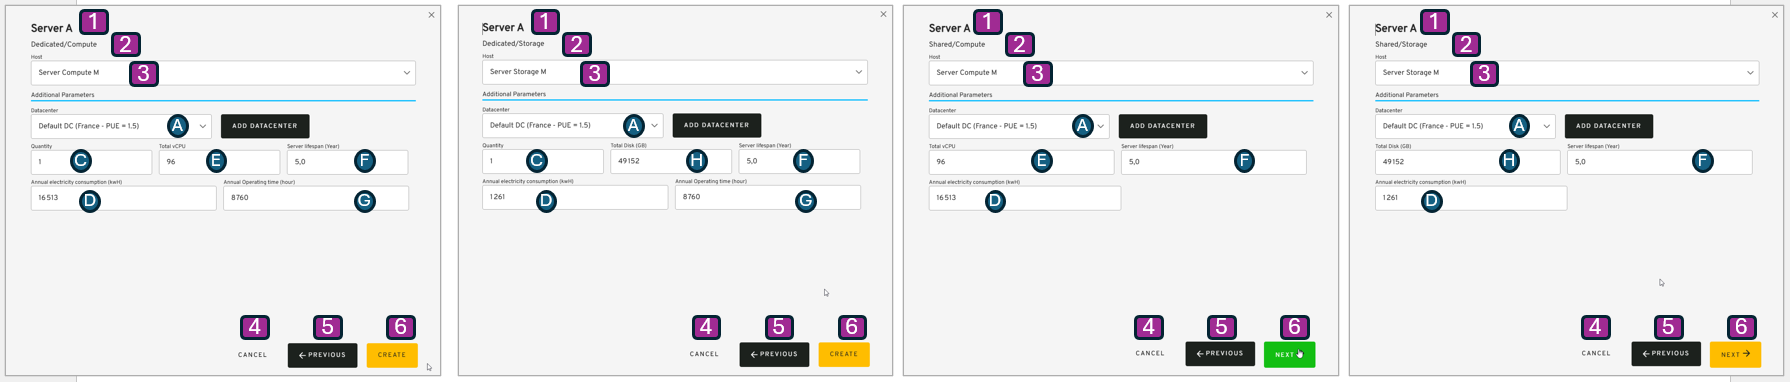 Server A 1
Dedicated/Compute 2
Host
Server Compute M 3
Additional Parameters
Datacenter
Default DC (France - PUE = 1.5) A ADD DATACENTER
Quantity Total vCPU Server lifespan (Year)
1 C 96 E 5,0 F
Annual electricity consumption (kwH) Annual Operating time (hour)
16513 D 8760 G
4 5 6
CANCEL ← PREVIOUS CREATE
Server A 1
Dedicated/Storage 2
Host
Server Storage M 3
Additional Parameters
Datacenter
Default DC (France - PUE = 1.5) A ADD DATACENTER
Quantity Total Disk (GB) Server lifespan (Year)
1 C 49152 H 5,0 F
Annual electricity consumption (kwH) Annual Operating time (hour)
1261 D 8760 G
4 5 6
CANCEL ← PREVIOUS CREATE
Server A 1
Shared/Compute 2
Host
Server Compute M 3
Additional Parameters
Datacenter
Default DC (France - PUE = 1.5) A ADD DATACENTER
Total vCPU Server lifespan (Year)
96 E 5,0 F
Annual electricity consumption (kwH)
16513 D
4 5 6
CANCEL ← PREVIOUS NEXT
Server A 1
Shared/Storage 2
Host
Server Storage M 3
Additional Parameters
Datacenter
Default DC (France - PUE = 1.5) A ADD DATACENTER
Total Disk (GB) Server lifespan (Year)
49152 H 5,0 F
Annual electricity consumption (kwH)
1261 D
4 5 6
CANCEL ← PREVIOUS NEXT →